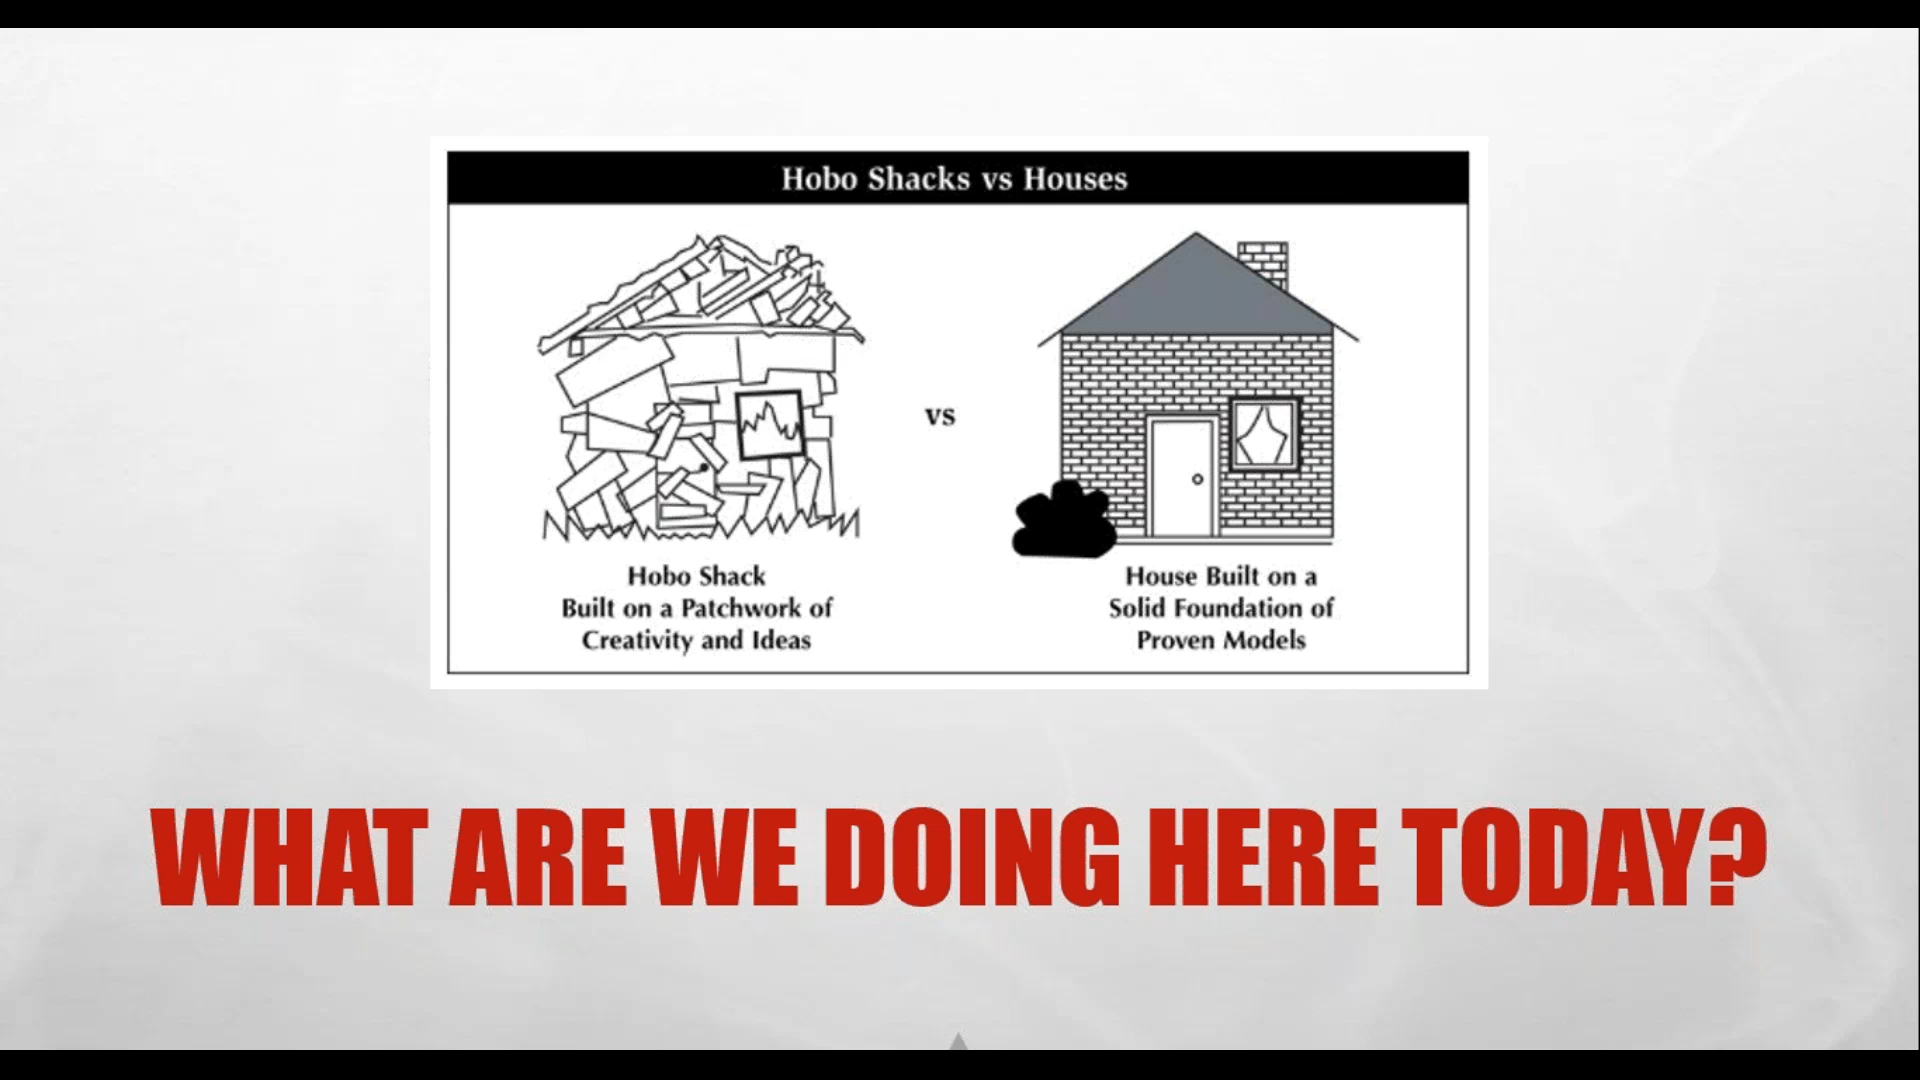 Hobo Shacks vs Houses
vs
Hobo Shack
Built on a Patchwork of
Creativity and Ideas
House Built on a
Solid Foundation of
Proven Models
WHAT ARE WE DOING HERE TODAY?